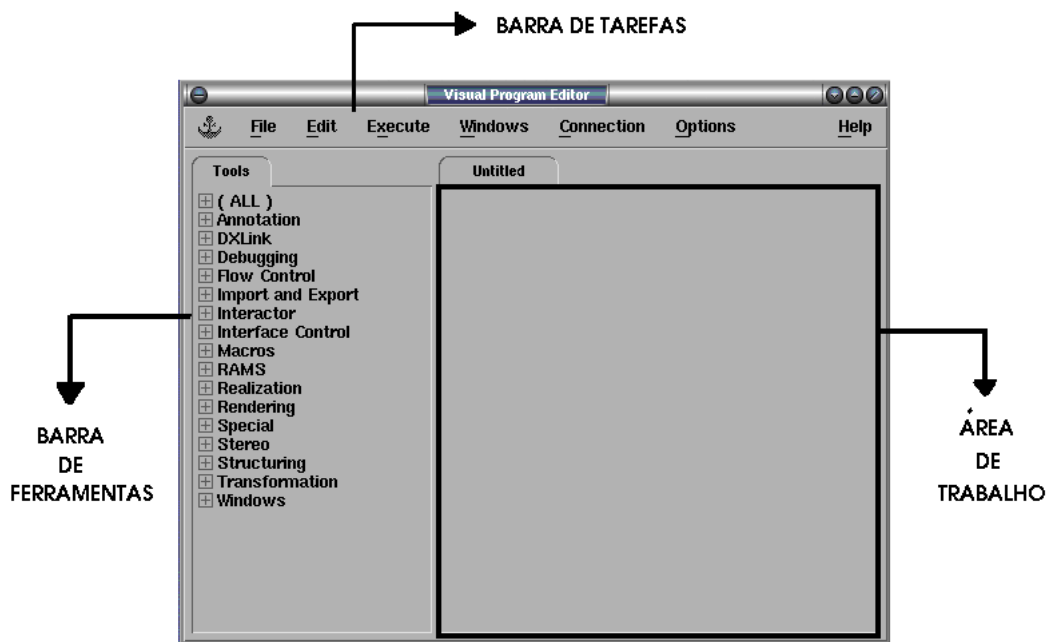 BARRA DE TAREFAS
Visual Program Editor
File Edit Execute Windows Connection Options Help
Tools
Untitled
( ALL )
Annotation
DXLink
Debugging
Flow Control
Import and Export
Interactor
Interface Control
Macros
RAMS
Realization
Rendering
Special
Stereo
Structuring
Transformation
Windows
BARRA
DE
FERRAMENTAS
ÁREA
DE
TRABALHO